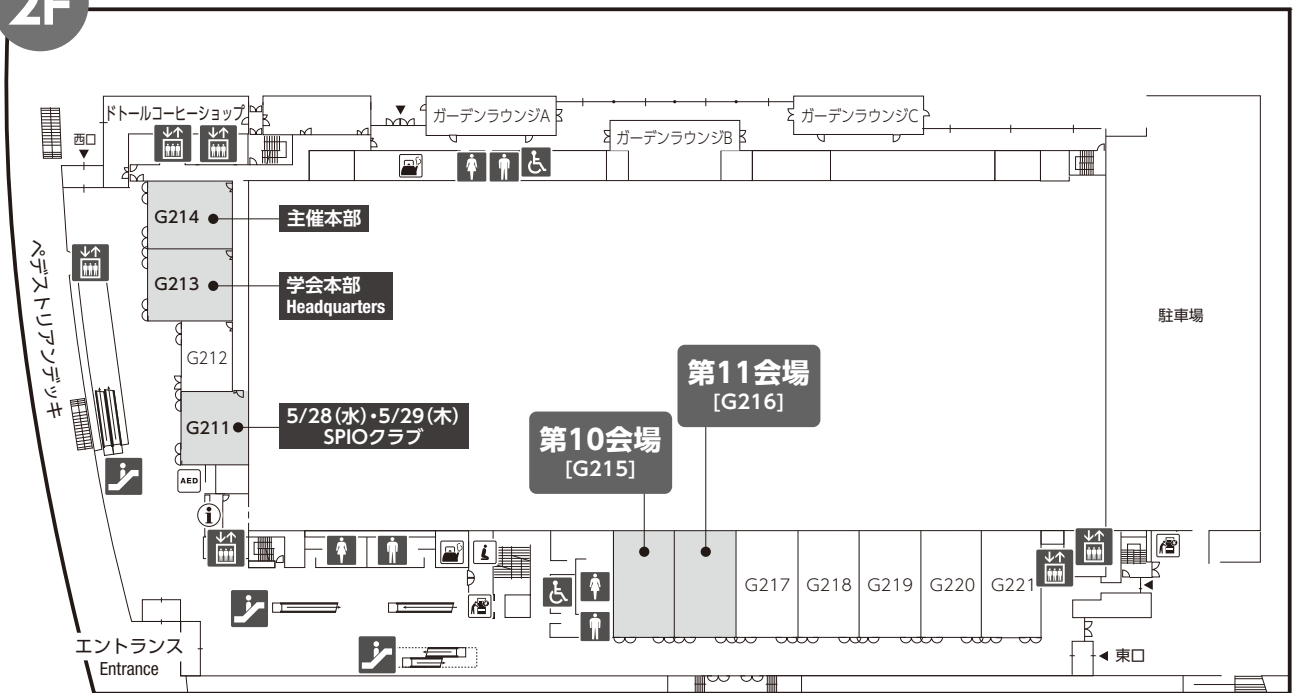 2F
ドトールコーヒーショップ
ガーデンラウンジA
ガーデンラウンジB
ガーデンラウンジC
西口
G214
主催本部
G213
学会本部
Headquarters
ペデストリアンデッキ
駐車場
G212
第11会場
[G216]
G211
5/28(水)・5/29(木)
SPIOクラブ
第10会場
[G215]
AED
i
G217
G218
G219
G220
G221
エントランス
Entrance
東口